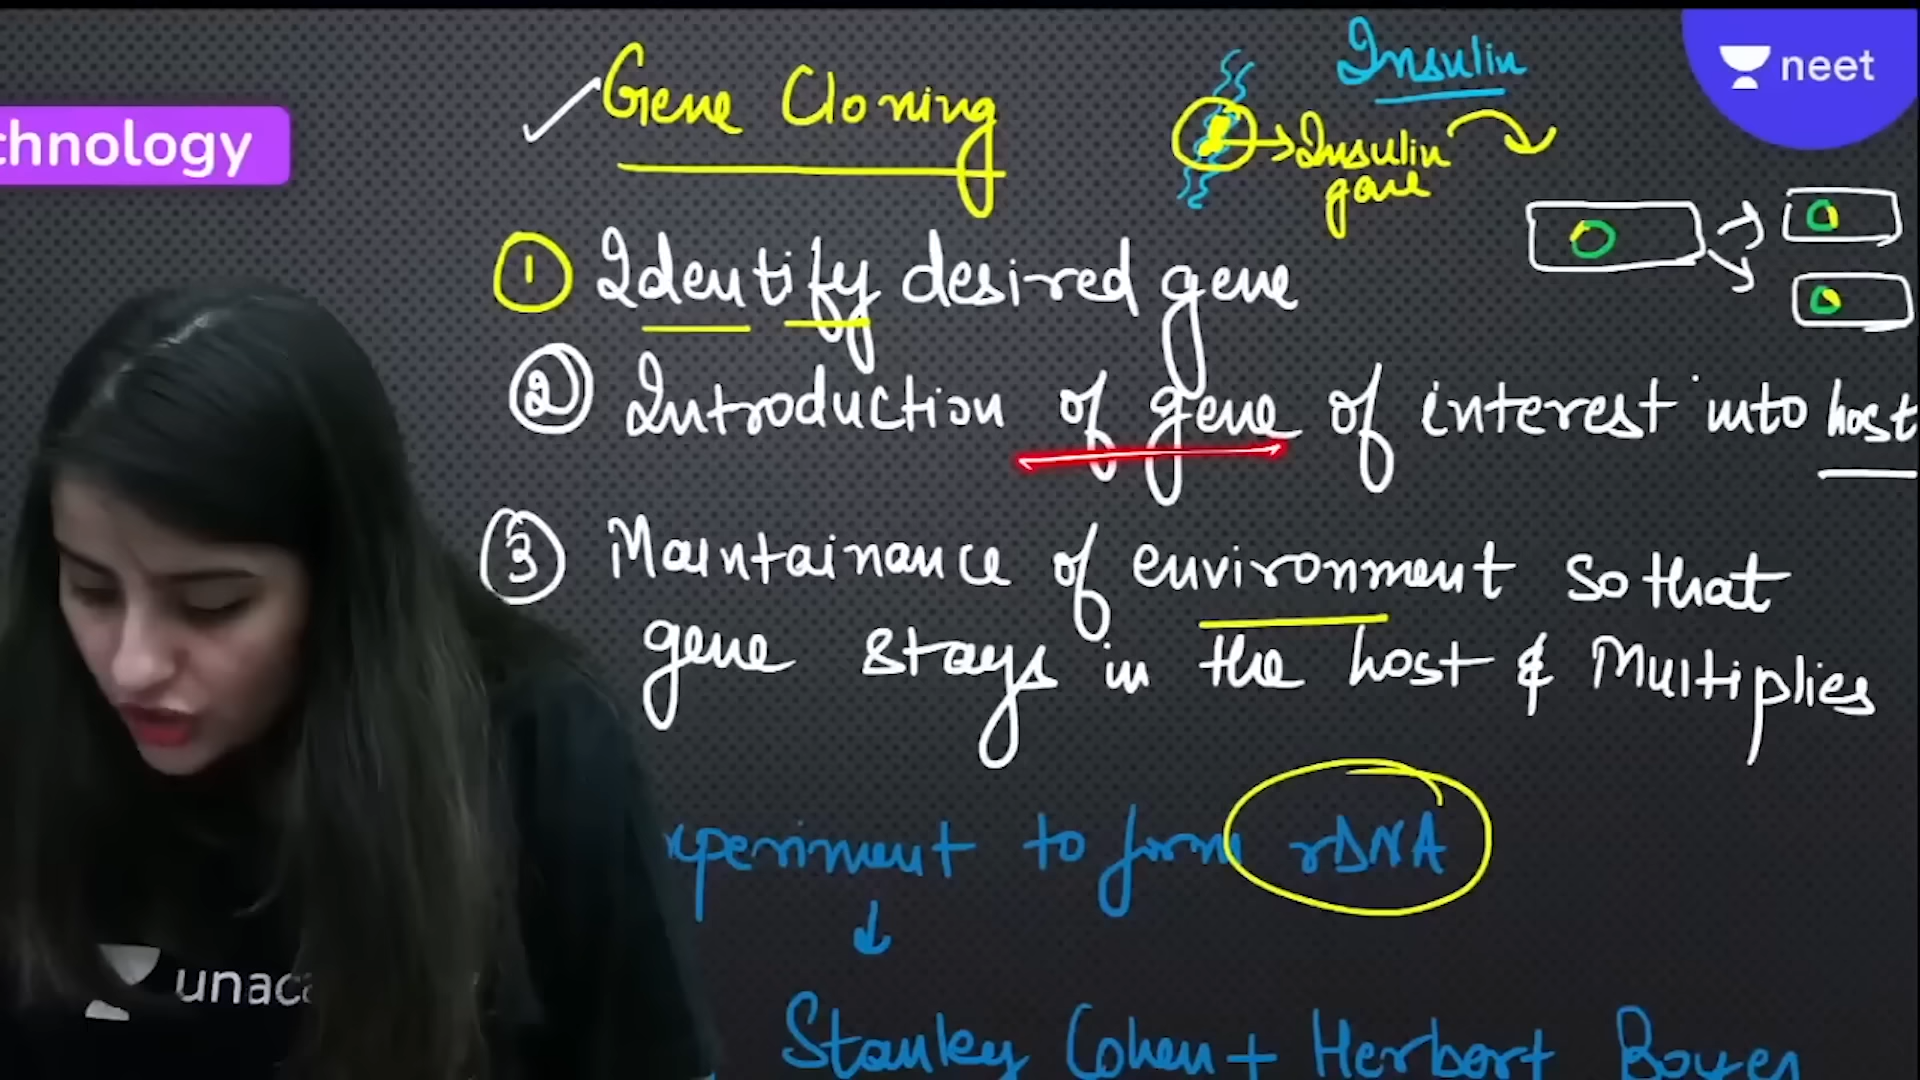 neet
chnology
Gene Cloning
Insulin
Insulin
gene
① Identify desired gene
② Introduction of gene of interest into host
③ Maintainance of environment so that
gene stays in the host & Multiplies
xperiment to form rDNA
↓
Stanley Cohen + Herbert Boyer
unaca